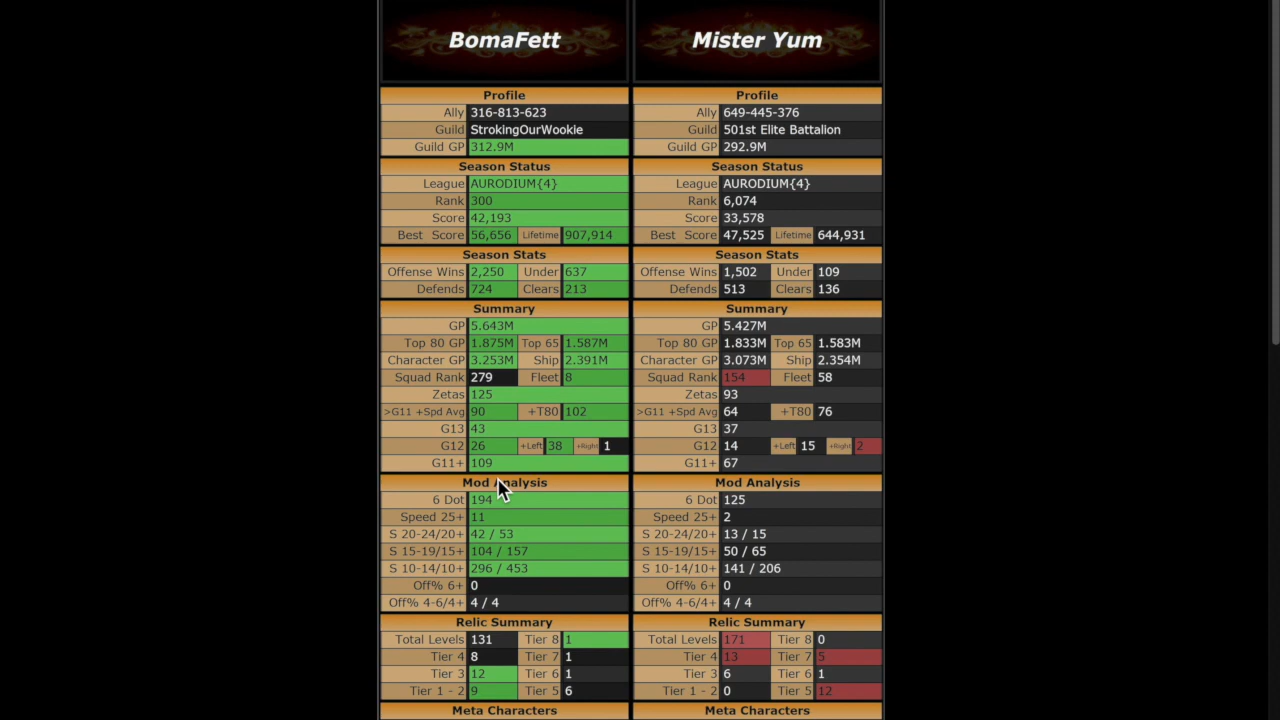 BomaFett Mister Yum
Profile Profile
Ally 316-813-623 Ally 649-445-376
Guild StrokingOurWookie Guild 501st Elite Battalion
Guild GP 312.9M Guild GP 292.9M
Season Status Season Status
League AURODIUM{4} League AURODIUM{4}
Rank 300 Rank 6,074
Score 42,193 Score 33,578
Best Score 56,656 Lifetime 907,914 Best Score 47,525 Lifetime 644,931
Season Stats Season Stats
Offense Wins 2,250 Under 637 Offense Wins 1,502 Under 109
Defends 724 Clears 213 Defends 513 Clears 136
Summary Summary
GP 5.643M GP 5.427M
Top 80 GP 1.875M Top 65 1.587M Top 80 GP 1.833M Top 65 1.583M
Character GP 3.253M Ship 2.391M Character GP 3.073M Ship 2.354M
Squad Rank 279 Fleet 8 Squad Rank 154 Fleet 58
Zetas 125 Zetas 93
>G11 +Spd Avg 90 +T80 102 >G11 +Spd Avg 64 +T80 76
G13 43 G13 37
G12 26 +Left 38 +Right 1 G12 14 +Left 15 +Right 2
G11+ 109 G11+ 67
Mod Analysis Mod Analysis
6 Dot 194 6 Dot 125
Speed 25+ 11 Speed 25+ 2
S 20-24/20+ 42 / 53 S 20-24/20+ 13 / 15
S 15-19/15+ 104 / 157 S 15-19/15+ 50 / 65
S 10-14/10+ 296 / 453 S 10-14/10+ 141 / 206
Off% 6+ 0 Off% 6+ 0
Off% 4-6/4+ 4 / 4 Off% 4-6/4+ 4 / 4
Relic Summary Relic Summary
Total Levels 131 Tier 8 1 Total Levels 171 Tier 8 0
Tier 4 8 Tier 7 1 Tier 4 13 Tier 7 5
Tier 3 12 Tier 6 1 Tier 3 6 Tier 6 1
Tier 1 - 2 9 Tier 5 6 Tier 1 - 2 0 Tier 5 12
Meta Characters Meta Characters